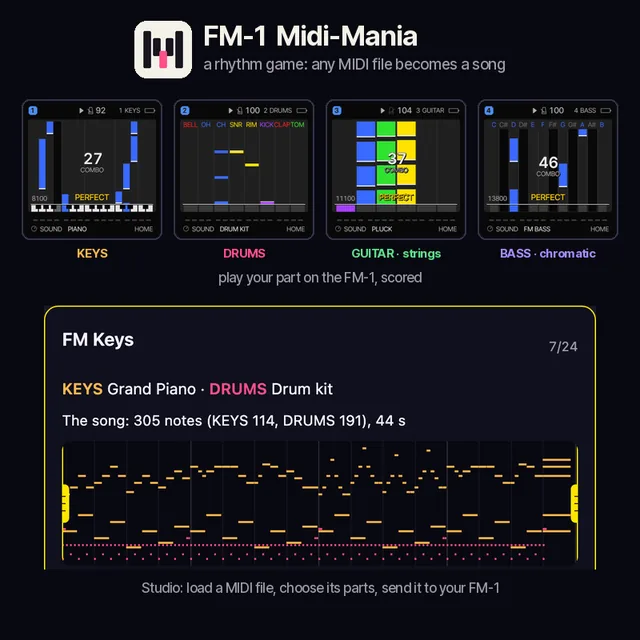 FM-1 Midi-Mania
a rhythm game: any MIDI file becomes a song
1 92 1 KEYS
27
COMBO
PERFECT
8100
SOUND PIANO HOME
2 100 2 DRUMS
BELL OH CH SNR RIM KICK CLAP TOM
SOUND DRUM KIT HOME
3 104 3 GUITAR
37
COMBO
PERFECT
11100
SOUND PLUCK HOME
4 100 4 BASS
C C# D D# E F F# G G# A A# B
46
COMBO
PERFECT
13800
SOUND FM BASS HOME
KEYS
DRUMS
GUITAR · strings
BASS · chromatic
play your part on the FM-1, scored
FM Keys
7/24
KEYS Grand Piano · DRUMS Drum kit
The song: 305 notes (KEYS 114, DRUMS 191), 44 s
Studio: load a MIDI file, choose its parts, send it to your FM-1